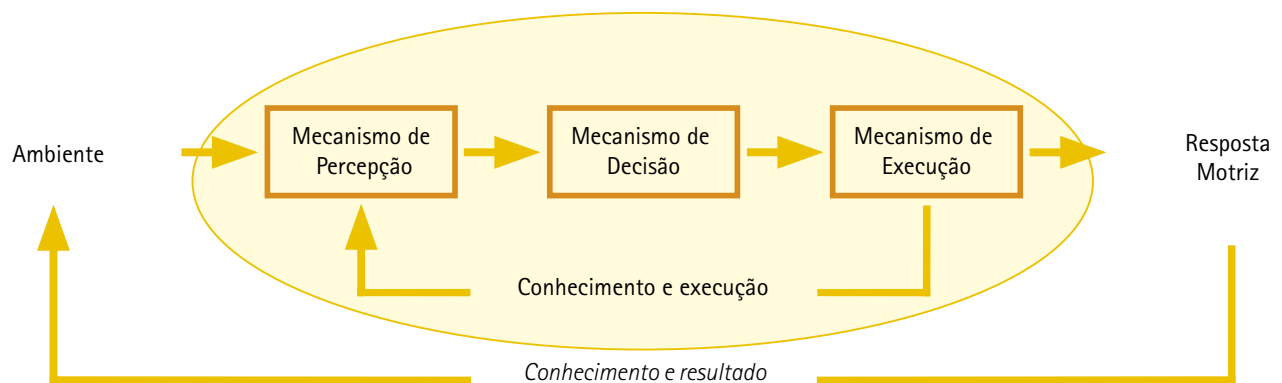 Ambiente
Mecanismo de
Percepção
Mecanismo de
Decisão
Mecanismo de
Execução
Resposta
Motriz
Conhecimento e execução
Conhecimento e resultado